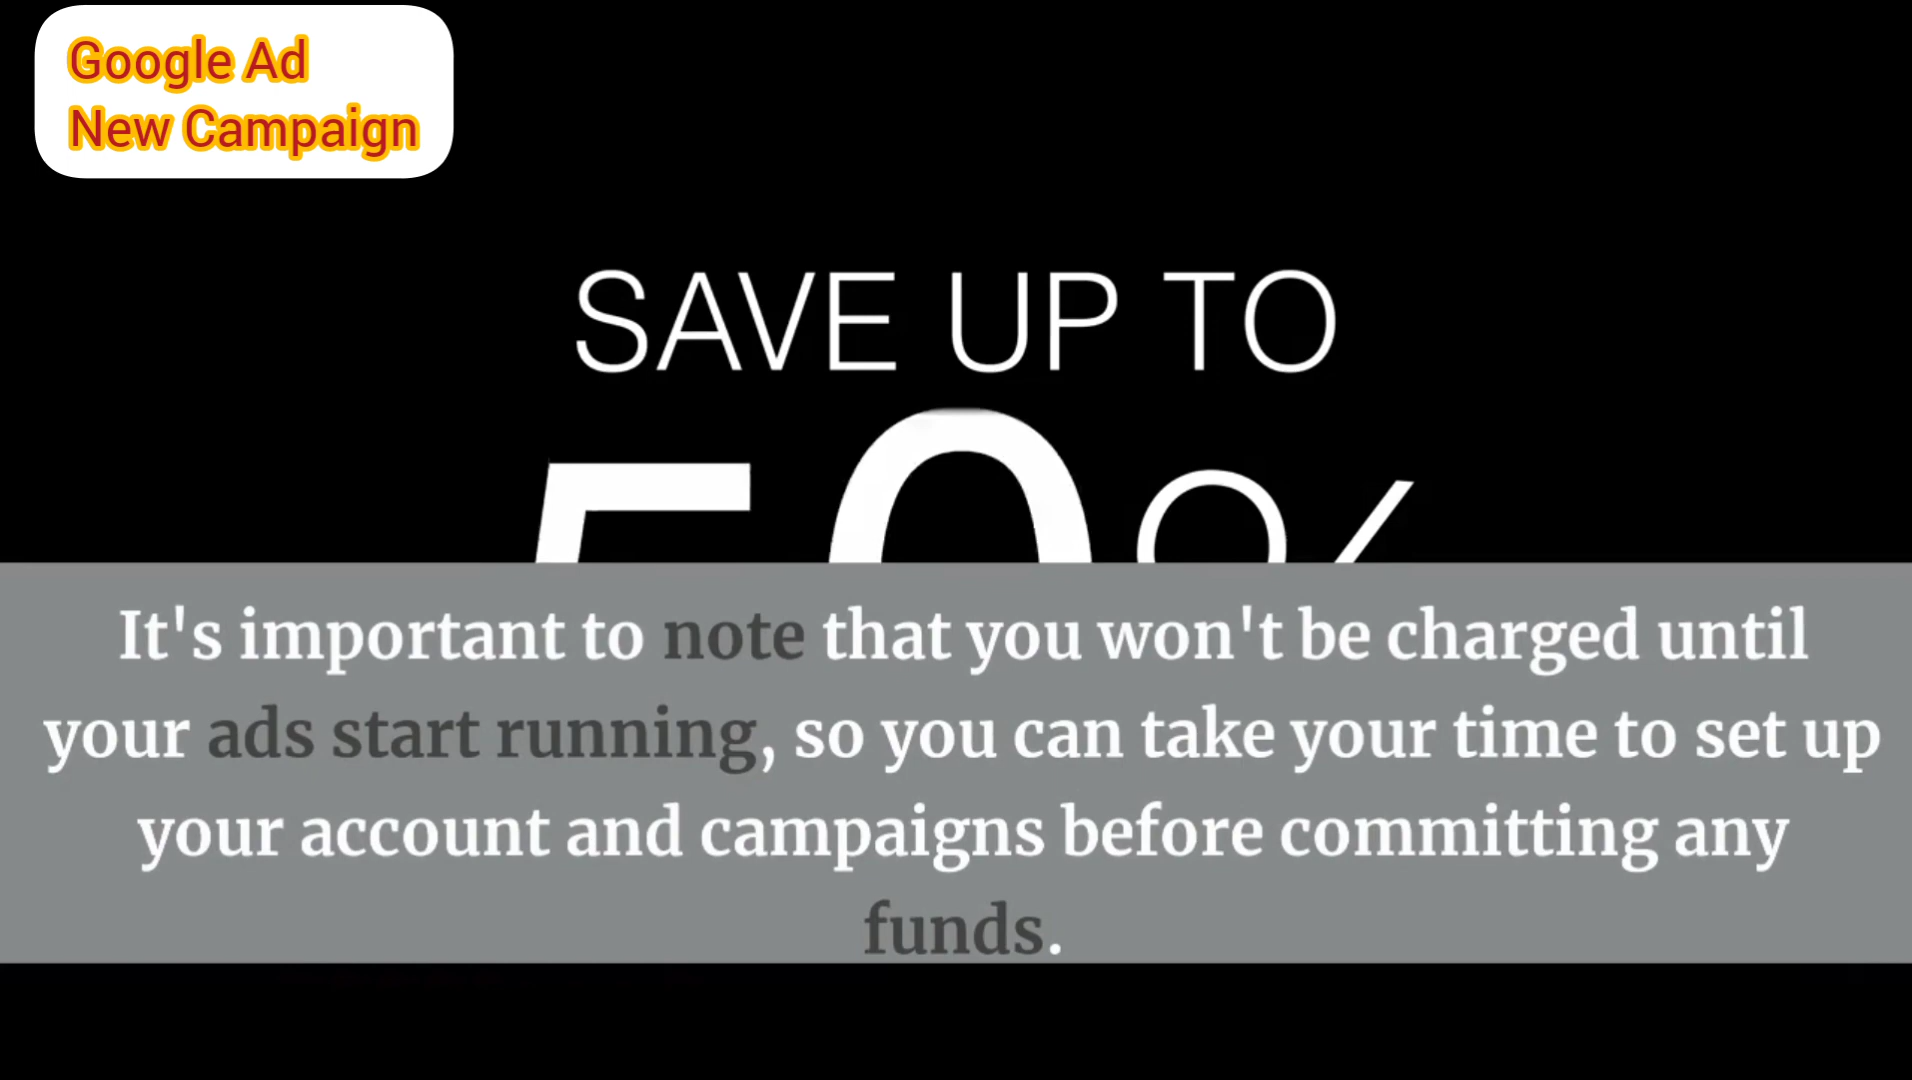 Google Ad
New Campaign
SAVE UP TO
50%
It's important to note that you won't be charged until
your ads start running, so you can take your time to set up
your account and campaigns before committing any
funds.